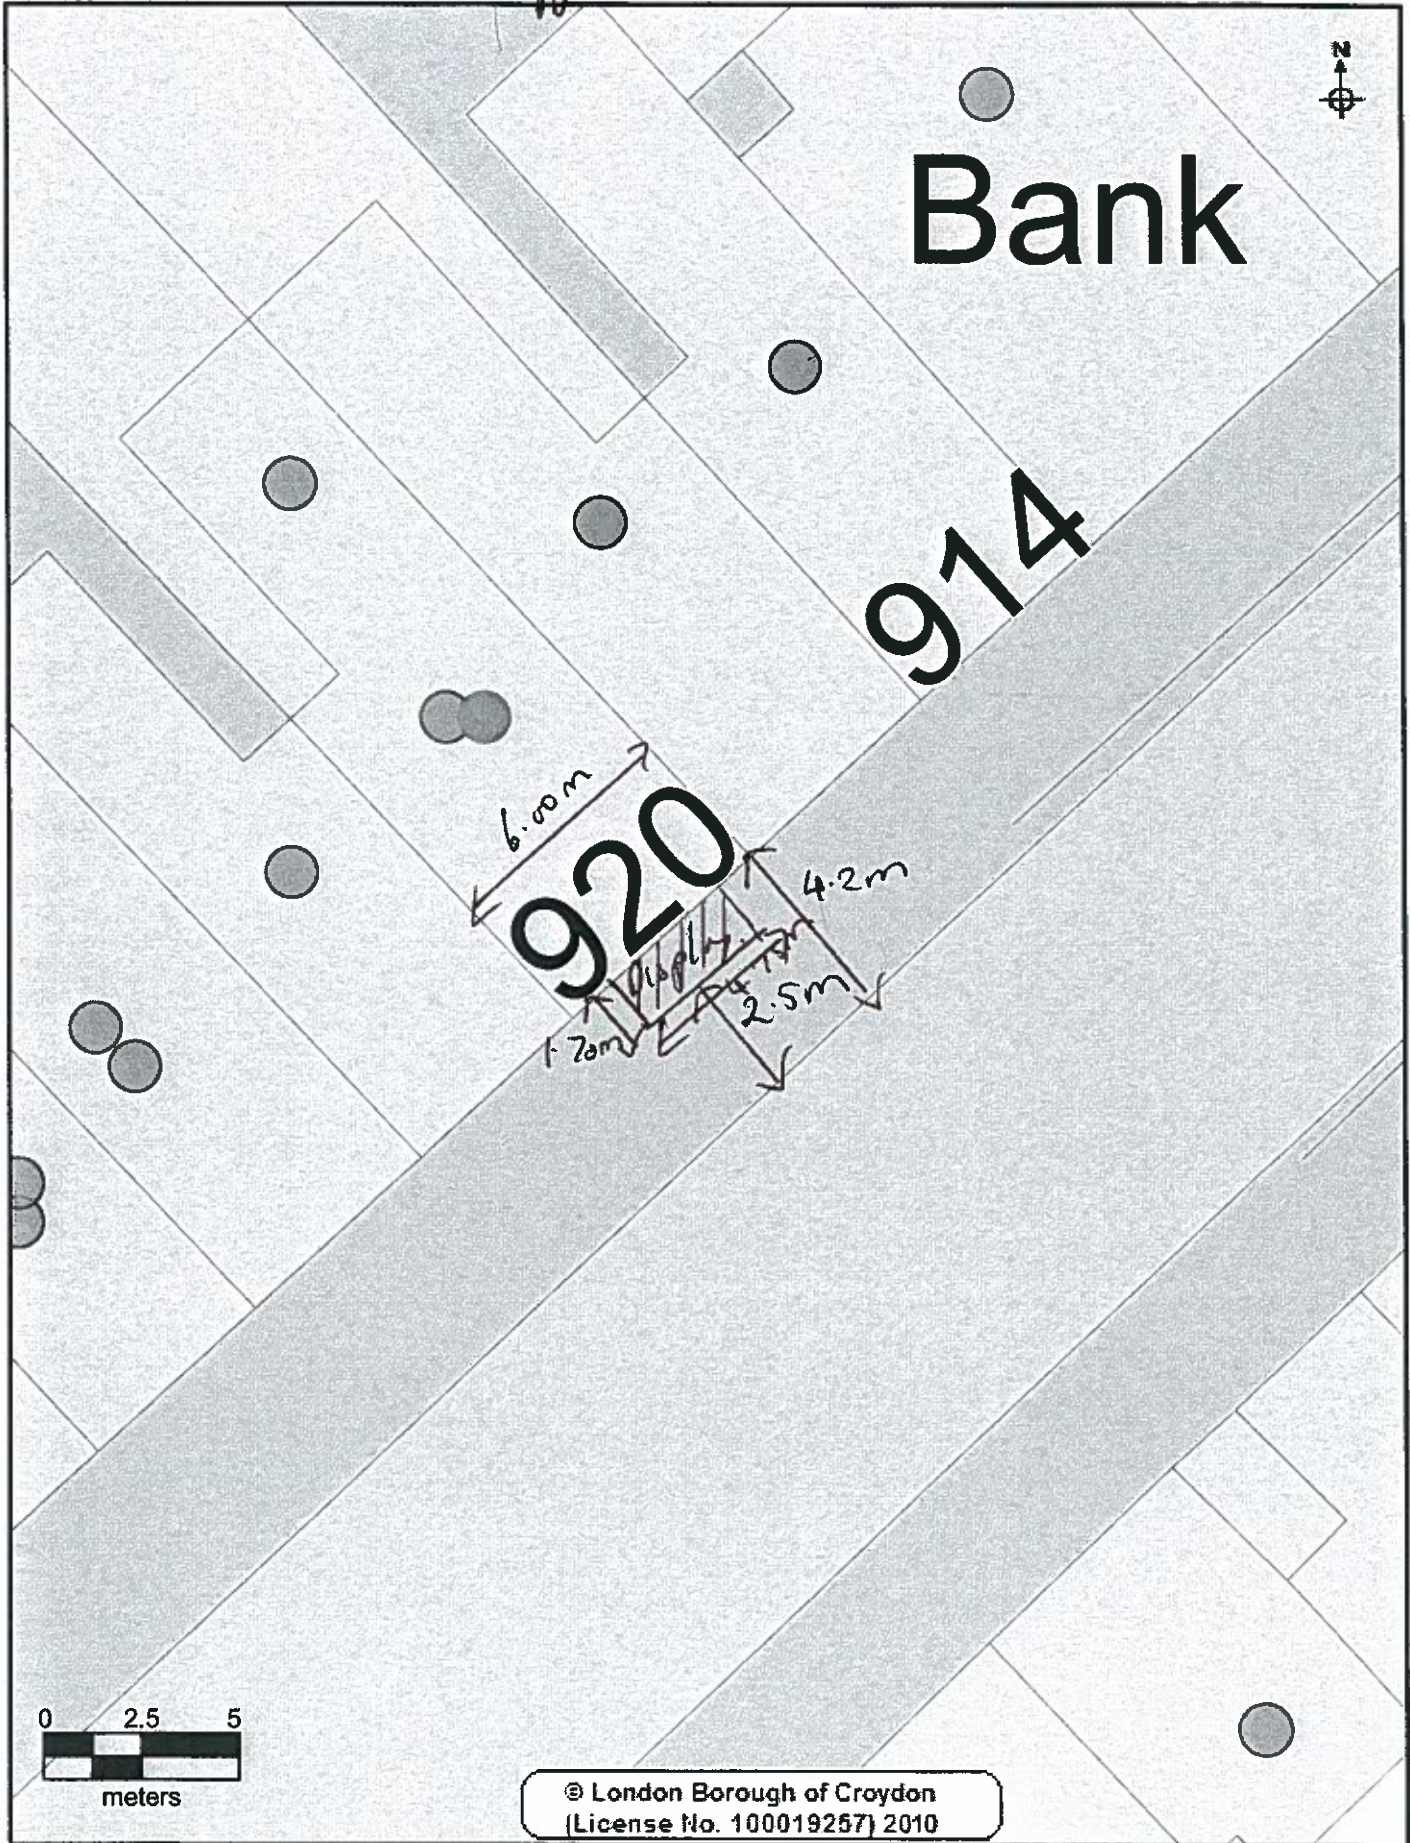 N
Bank
914
6.00m
920
4.2m
Display
2.5m
1.70m
0 2.5 5
meters
© London Borough of Croydon
(License No. 100019257) 2010